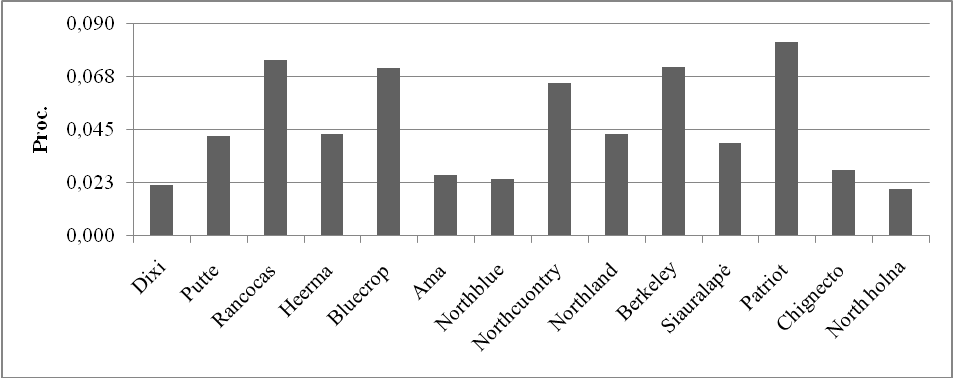 0,090
0,068
0,045
0,023
0,000
Proc.
Dixi
Putte
Rancocas
Heerma
Bluecrop
Ama
Northblue
Northcuontry
Northland
Berkeley
Siauralapė
Patriot
Chignecto
North holna